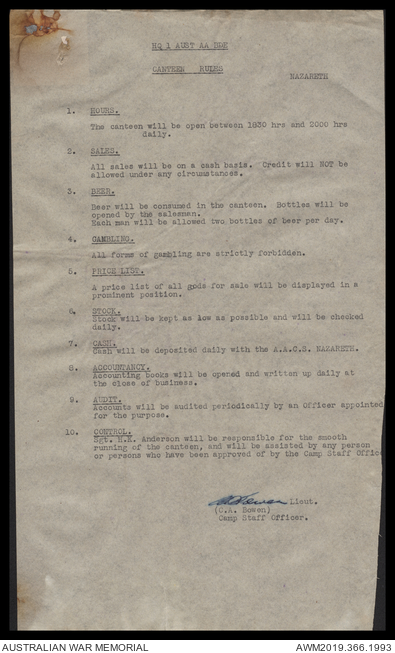 HQ 1 AUST AA BDE
CANTEEN RULES
NAZARETH
1. HOURS.
The canteen will be open between 1830 hrs and 2000 hrs
daily.
2. SALES.
All sales will be on a cash basis. Credit will NOT be
allowed under any circumstances.
3. BEER.
Beer will be consumed in the canteen. Bottles will be
opened by the salesman.
Each man will be allowed two bottles of beer per day.
4. GAMBLING.
All forms of gambling are strictly forbidden.
5. PRICE LIST.
A price list of all gods for sale will be displayed in a
prominent position.
6. STOCK.
Stock will be kept as low as possible and will be checked
daily.
7. CASH.
Cash will be deposited daily with the A.A.C.S. NAZARETH.
8. ACCOUNTANCY.
Accounting books will be opened and written up daily at
the close of business.
9. AUDIT.
Accounts will be audited periodically by an Officer appointed
for the purpose.
10. CONTROL.
Sgt. H.E. Anderson will be responsible for the smooth
running of the canteen, and will be assisted by any person
or persons who have been approved of by the Camp Staff Office
Lieut.
(C.A. Bowen)
Camp Staff Officer.
AUSTRALIAN WAR MEMORIAL
AWM2019.366.1993